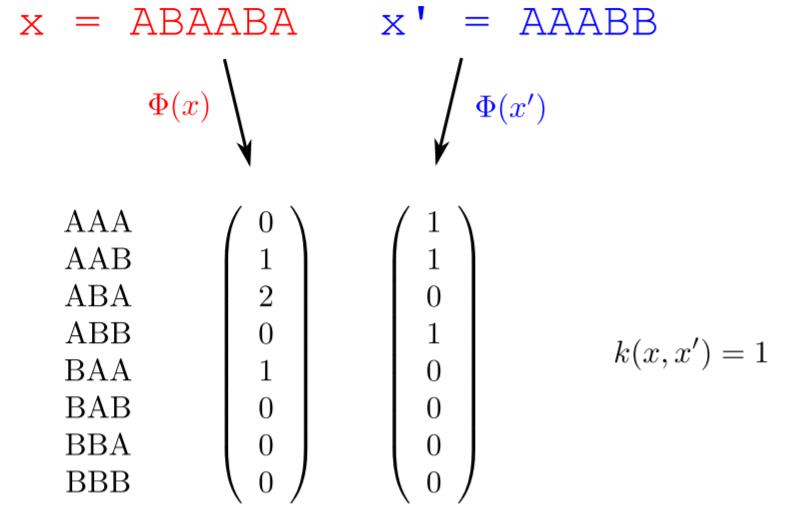 x = ABAABA x' = AAABB
Φ(x) Φ(x′)
AAA 0 1
AAB 1 1
ABA 2 0
ABB 0 1
k(x, x′) = 1
BAA 1 0
BAB 0 0
BBA 0 0
BBB 0 0